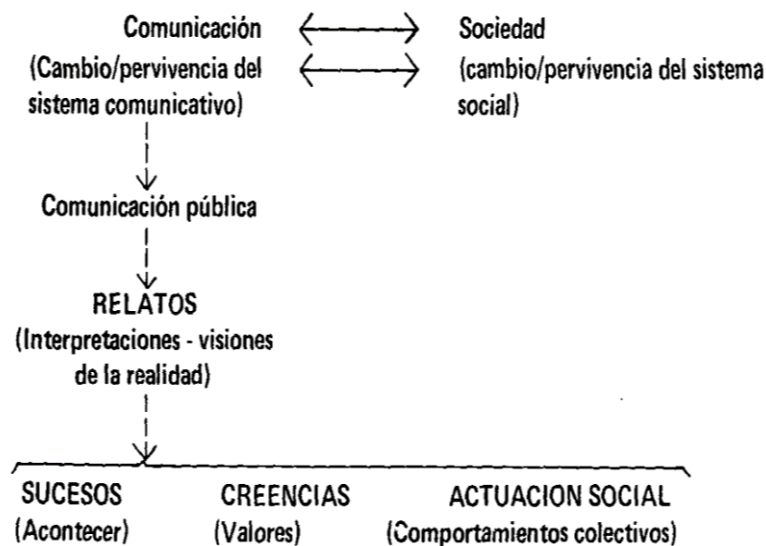 Comunicación Sociedad
(Cambio/pervivencia del (cambio/pervivencia del sistema
sistema comunicativo) social)
Comunicación pública
RELATOS
(Interpretaciones - visiones
de la realidad)
SUCESOS CREENCIAS ACTUACION SOCIAL
(Acontecer) (Valores) (Comportamientos colectivos)